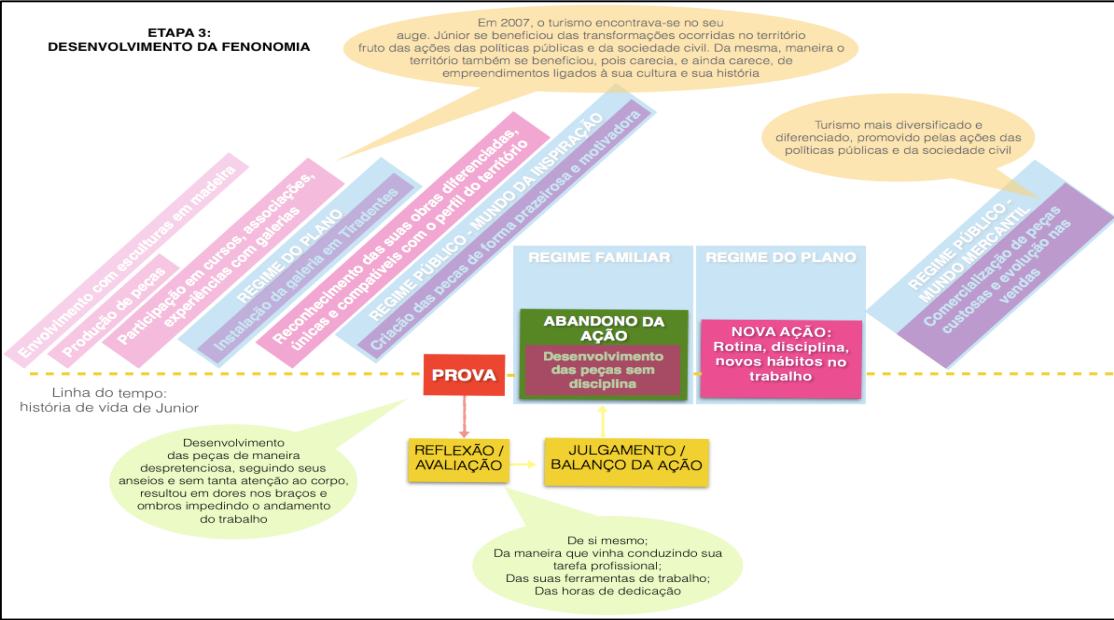 ETAPA 3:
DESENVOLVIMENTO DA FENONOMIA
Em 2007, o turismo encontrava-se no seu
auge. Júnior se beneficiou das transformações ocorridas no território
fruto das ações das políticas públicas e da sociedade civil. Da mesma, maneira o
território também se beneficiou, pois carecia, e ainda carece, de
empreendimentos ligados à sua cultura e sua história
Turismo mais diversificado e
diferenciado, promovido pelas ações das
políticas públicas e da sociedade civil
Envolvimento com esculturas em madeira
Produção de peças
Participação em cursos, associações,
experiências com galerias
REGIME DO PLANO
Instalação da galeria em Tiradentes
Reconhecimento das suas obras diferenciadas,
únicas e compatíveis com o perfil do território
REGIME PÚBLICO - MUNDO DA INSPIRAÇÃO
Criação das peças de forma prazeirosa e motivadora
REGIME FAMILIAR
ABANDONO DA
AÇÃO
Desenvolvimento
das peças sem
disciplina
REGIME DO PLANO
NOVA AÇÃO:
Rotina, disciplina,
novos hábitos no
trabalho
REGIME PÚBLICO -
MUNDO MERCANTIL
Comercialização de peças
custosas e evolução nas
vendas
PROVA
Linha do tempo:
história de vida de Junior
REFLEXÃO /
AVALIAÇÃO
JULGAMENTO /
BALANÇO DA AÇÃO
Desenvolvimento
das peças de maneira
despretenciosa, seguindo seus
anseios e sem tanta atenção ao corpo,
resultou em dores nos braços e
ombros impedindo o andamento
do trabalho
De si mesmo;
Da maneira que vinha conduzindo sua
tarefa profissional;
Das suas ferramentas de trabalho;
Das horas de dedicação